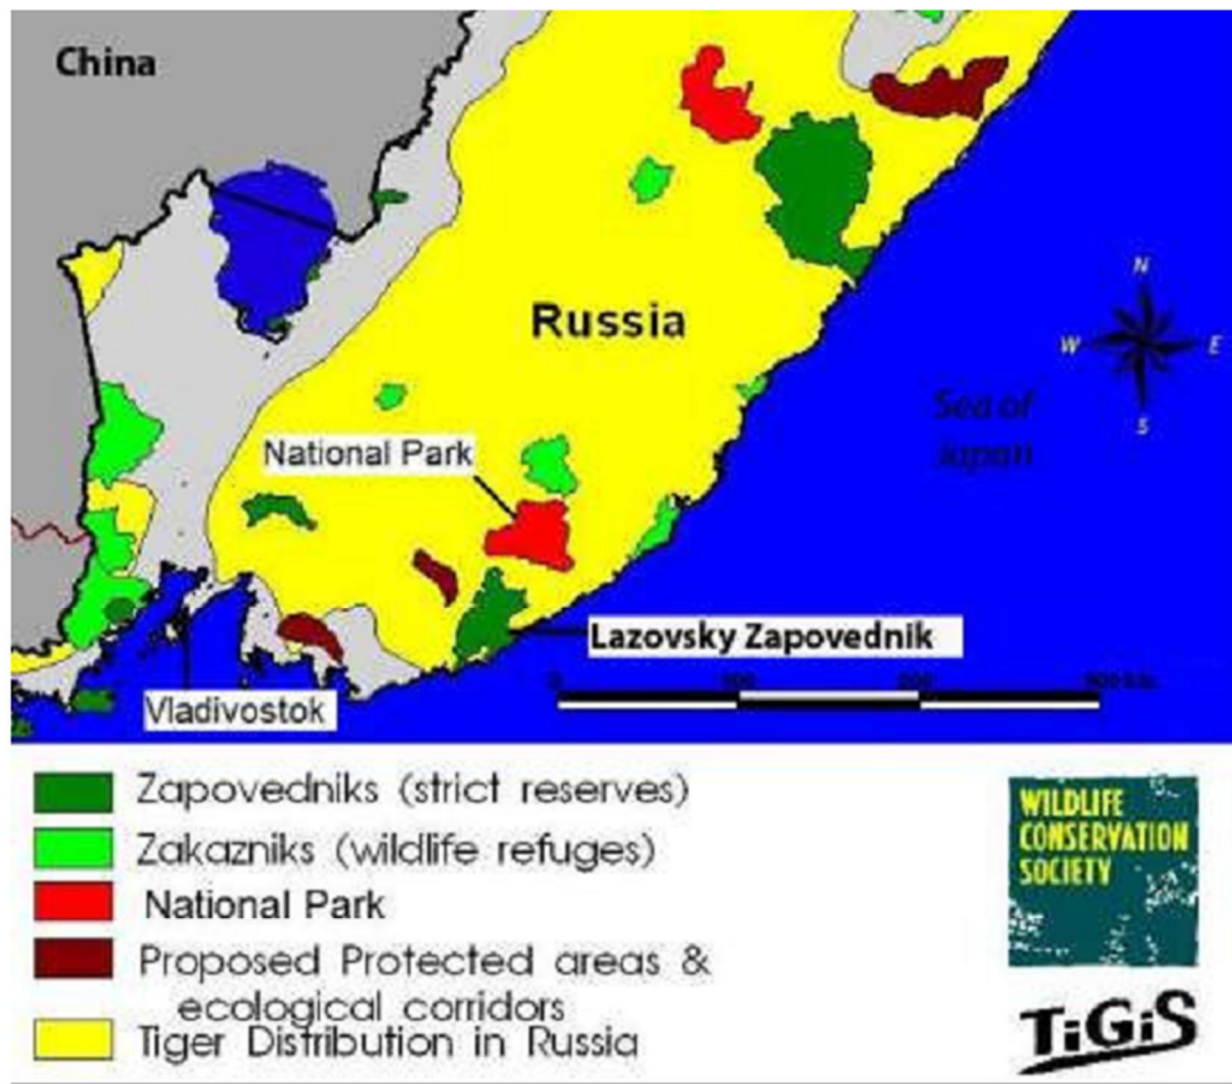 China
N
Russia
W
E
Sea of
Japan
S
National Park
Lazovsky Zapovednik
0
Vladivostok
Zapovedniks (strict reserves)
Zakazniks (wildlife refuges)
National Park
Proposed Protected areas &
ecological corridors
Tiger Distribution in Russia
WILDLIFE
CONSERVATION
SOCIETY
TiGiS